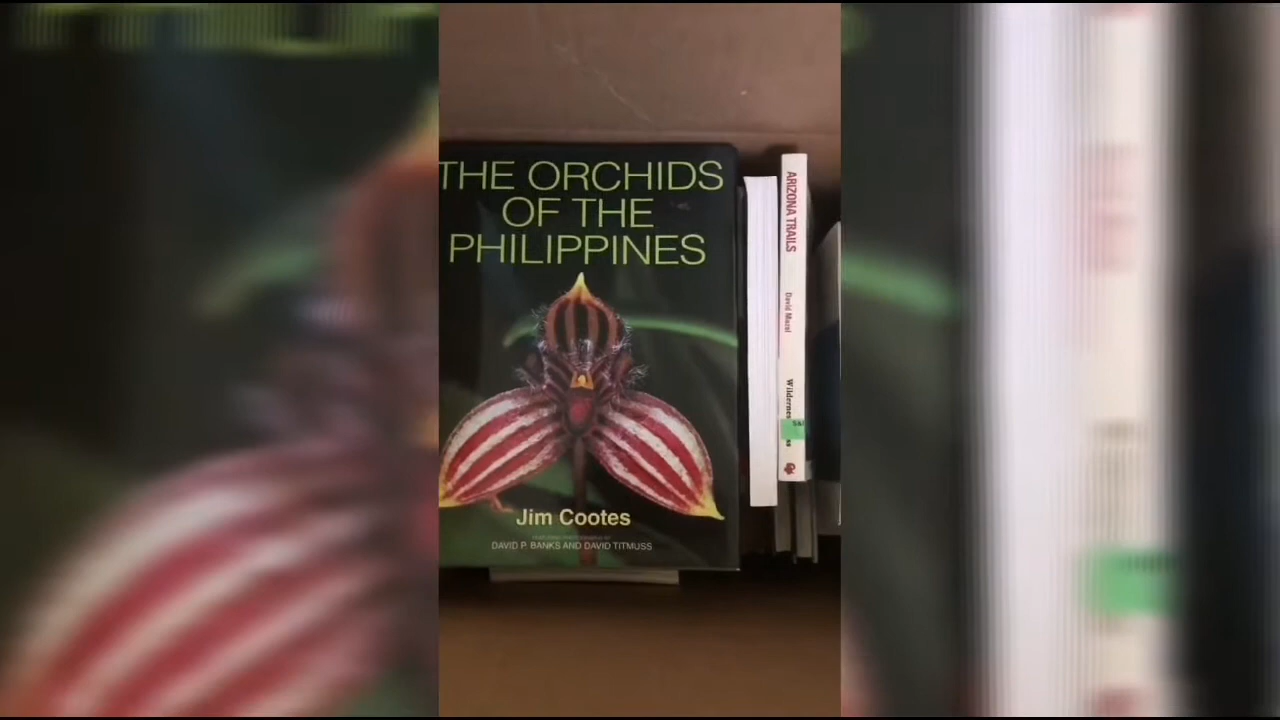 THE ORCHIDS
OF THE
PHILIPPINES
Jim Cootes
DAVID P. BANKS AND DAVID TITMUSS
ARIZONA TRAILS
David Mazel